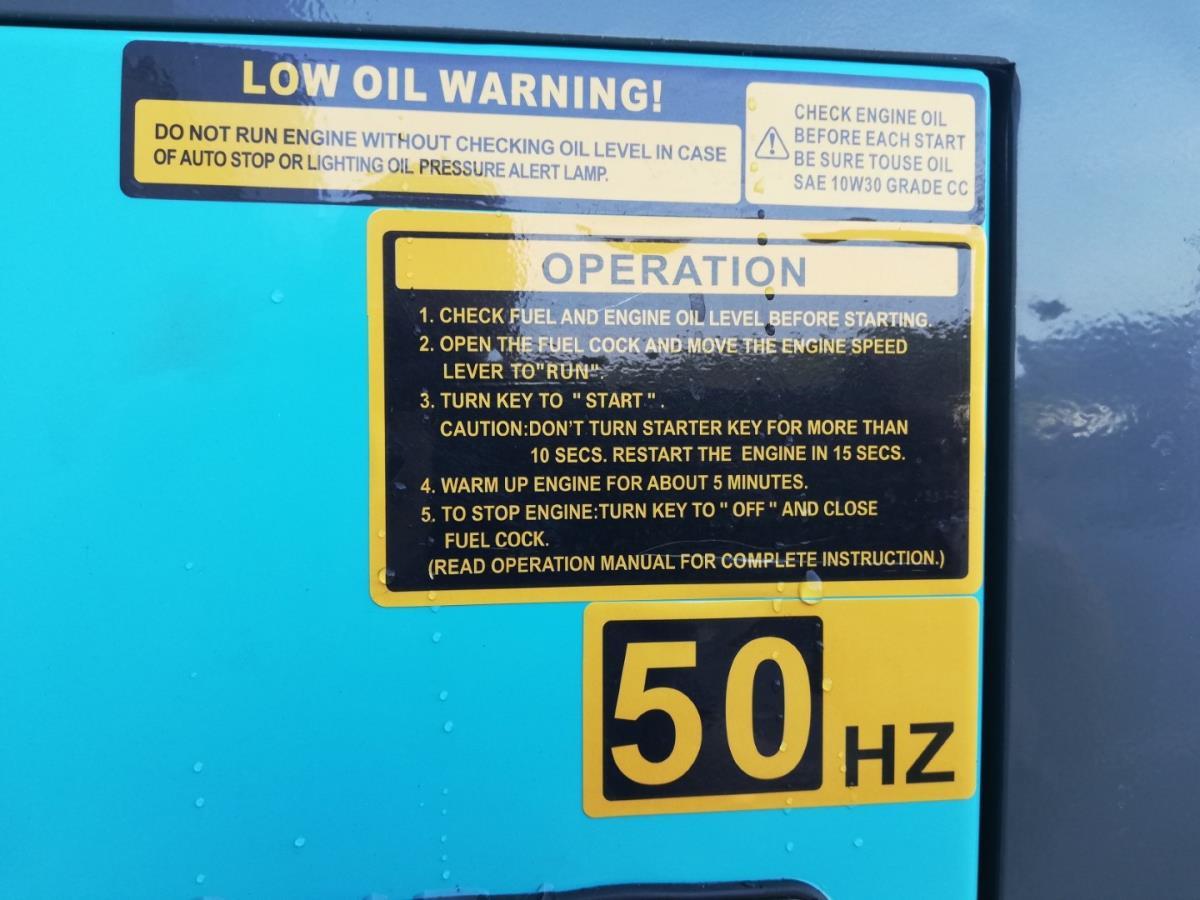 LOW OIL WARNING!
DO NOT RUN ENGINE WITHOUT CHECKING OIL LEVEL IN CASE
OF AUTO STOP OR LIGHTING OIL PRESSURE ALERT LAMP.
CHECK ENGINE OIL
BEFORE EACH START
BE SURE TOUSE OIL
SAE 10W30 GRADE CC
OPERATION
1. CHECK FUEL AND ENGINE OIL LEVEL BEFORE STARTING.
2. OPEN THE FUEL COCK AND MOVE THE ENGINE SPEED
LEVER TO"RUN".
3. TURN KEY TO " START " .
CAUTION:DON'T TURN STARTER KEY FOR MORE THAN
10 SECS. RESTART THE ENGINE IN 15 SECS.
4. WARM UP ENGINE FOR ABOUT 5 MINUTES.
5. TO STOP ENGINE:TURN KEY TO " OFF " AND CLOSE
FUEL COCK.
(READ OPERATION MANUAL FOR COMPLETE INSTRUCTION.)
50 HZ